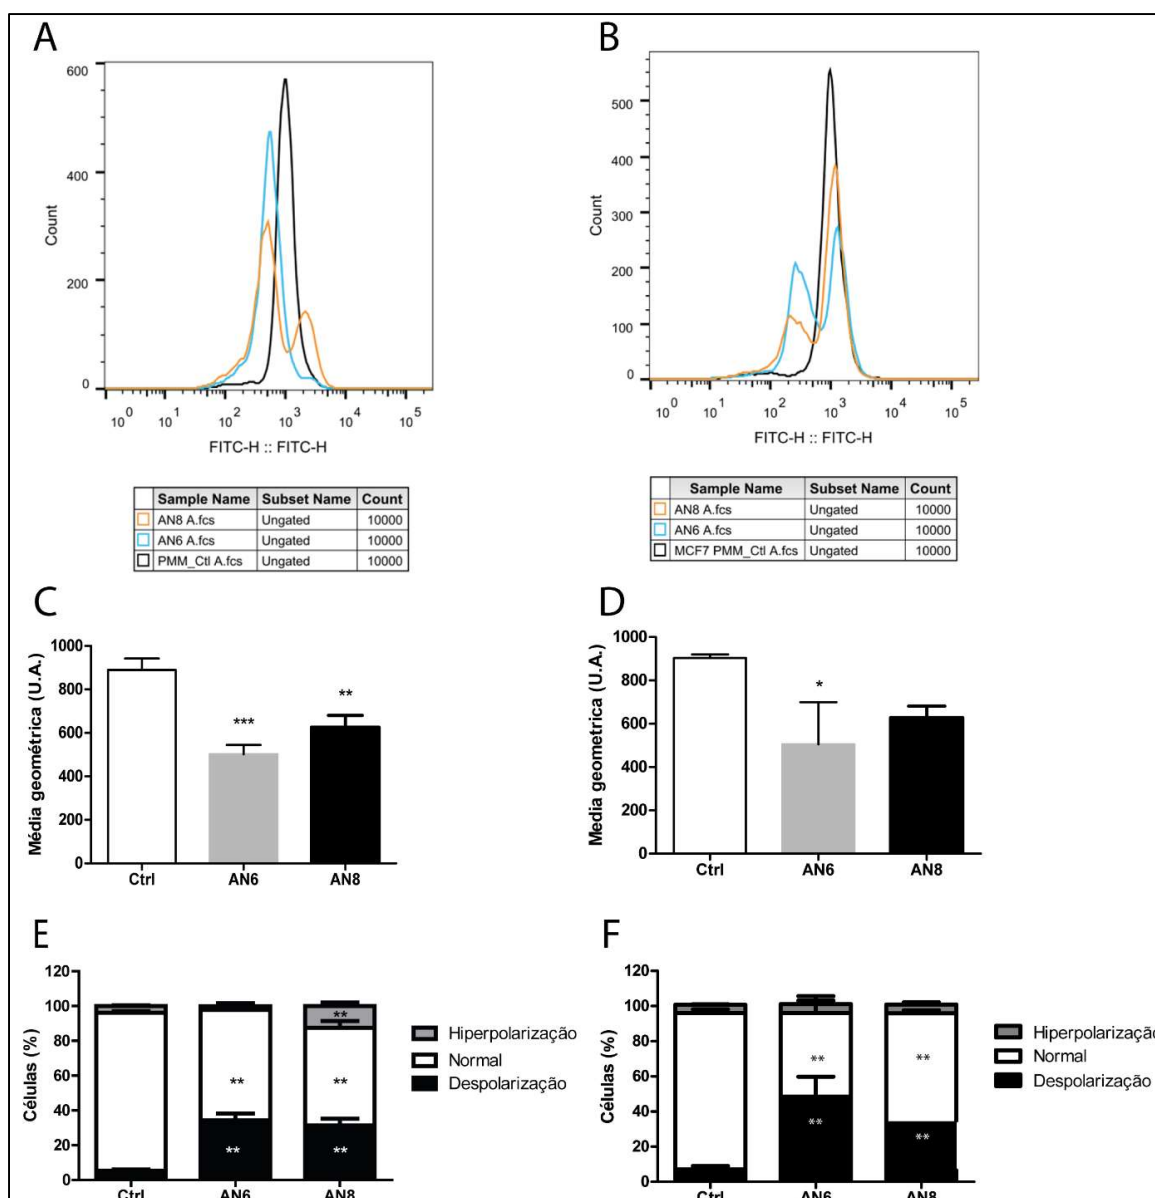 A
600
400
200
0
Count
10^0 10^1 10^2 10^3 10^4 10^5
FITC-H :: FITC-H
Sample Name Subset Name Count
AN8 A.fcs Ungated 10000
AN6 A.fcs Ungated 10000
PMM_Ctl A.fcs Ungated 10000
B
500
400
300
200
100
0
Count
10^0 10^1 10^2 10^3 10^4 10^5
FITC-H :: FITC-H
Sample Name Subset Name Count
AN8 A.fcs Ungated 10000
AN6 A.fcs Ungated 10000
MCF7 PMM_Ctl A.fcs Ungated 10000
C
Média geométrica (U.A.)
1000
800
600
400
200
0
***
**
Ctrl AN6 AN8
D
Media geometrica (U.A.)
1000
800
600
400
200
0
*
Ctrl AN6 AN8
E
Células (%)
120
100
80
60
40
20
0
**
** **
** **
Ctrl AN6 AN8
Hiperpolarização
Normal
Despolarização
F
Células (%)
120
100
80
60
40
20
0
** **
** **
Ctrl AN6 AN8
Hiperpolarização
Normal
Despolarização